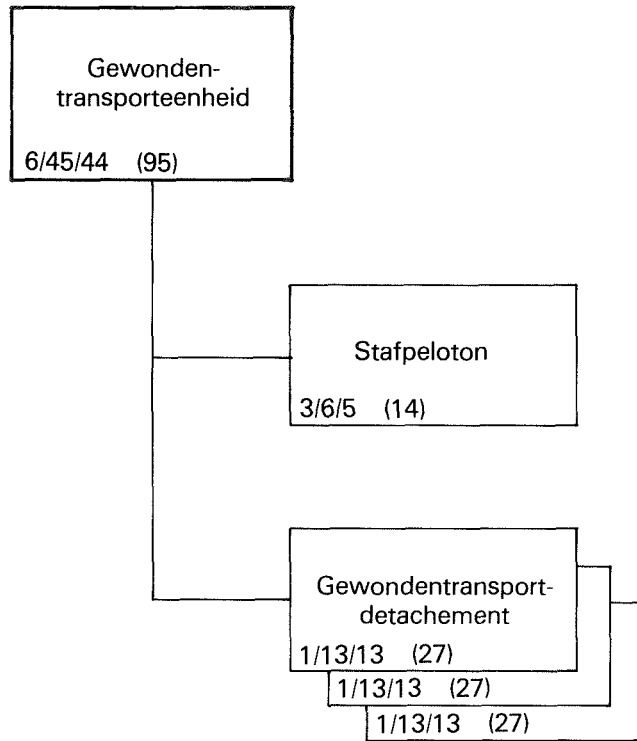 Gewonden-
transporteenheid
6/45/44 (95)
Stafpeloton
3/6/5 (14)
Gewondentransport-
detachement
1/13/13 (27)
1/13/13 (27)
1/13/13 (27)